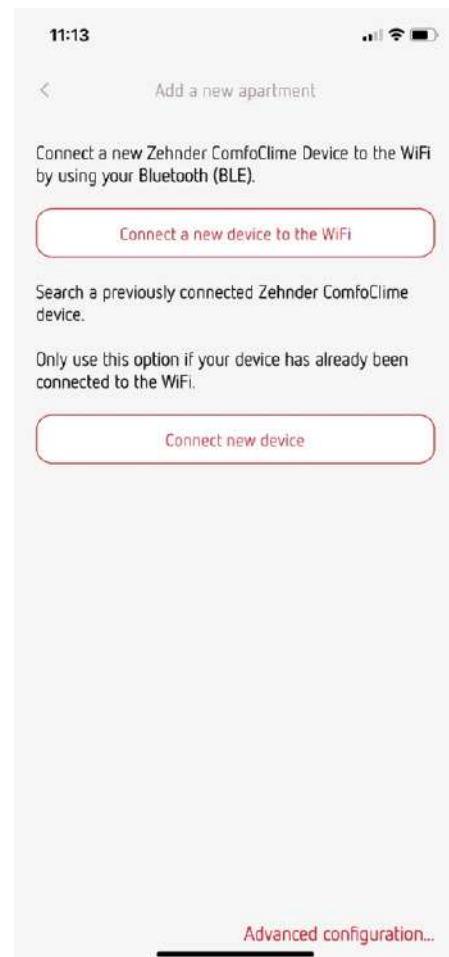 11:13
Add a new apartment
Connect a new Zehnder ComfoClime Device to the WiFi
by using your Bluetooth (BLE).
Connect a new device to the WiFi
Search a previously connected Zehnder ComfoClime
device.
Only use this option if your device has already been
connected to the WiFi.
Connect new device
Advanced configuration...